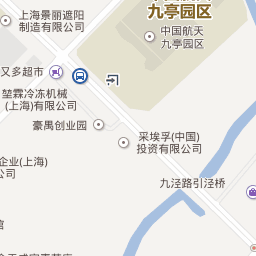 九亭园区
上海景丽遮阳
制造有限公司
中国航天
九亭园区
又多超市
堃霖冷冻机械
(上海)有限公司
豪禺创业园
采埃孚(中国)
投资有限公司
企业(上海)
司
九泾路引泾桥
馆